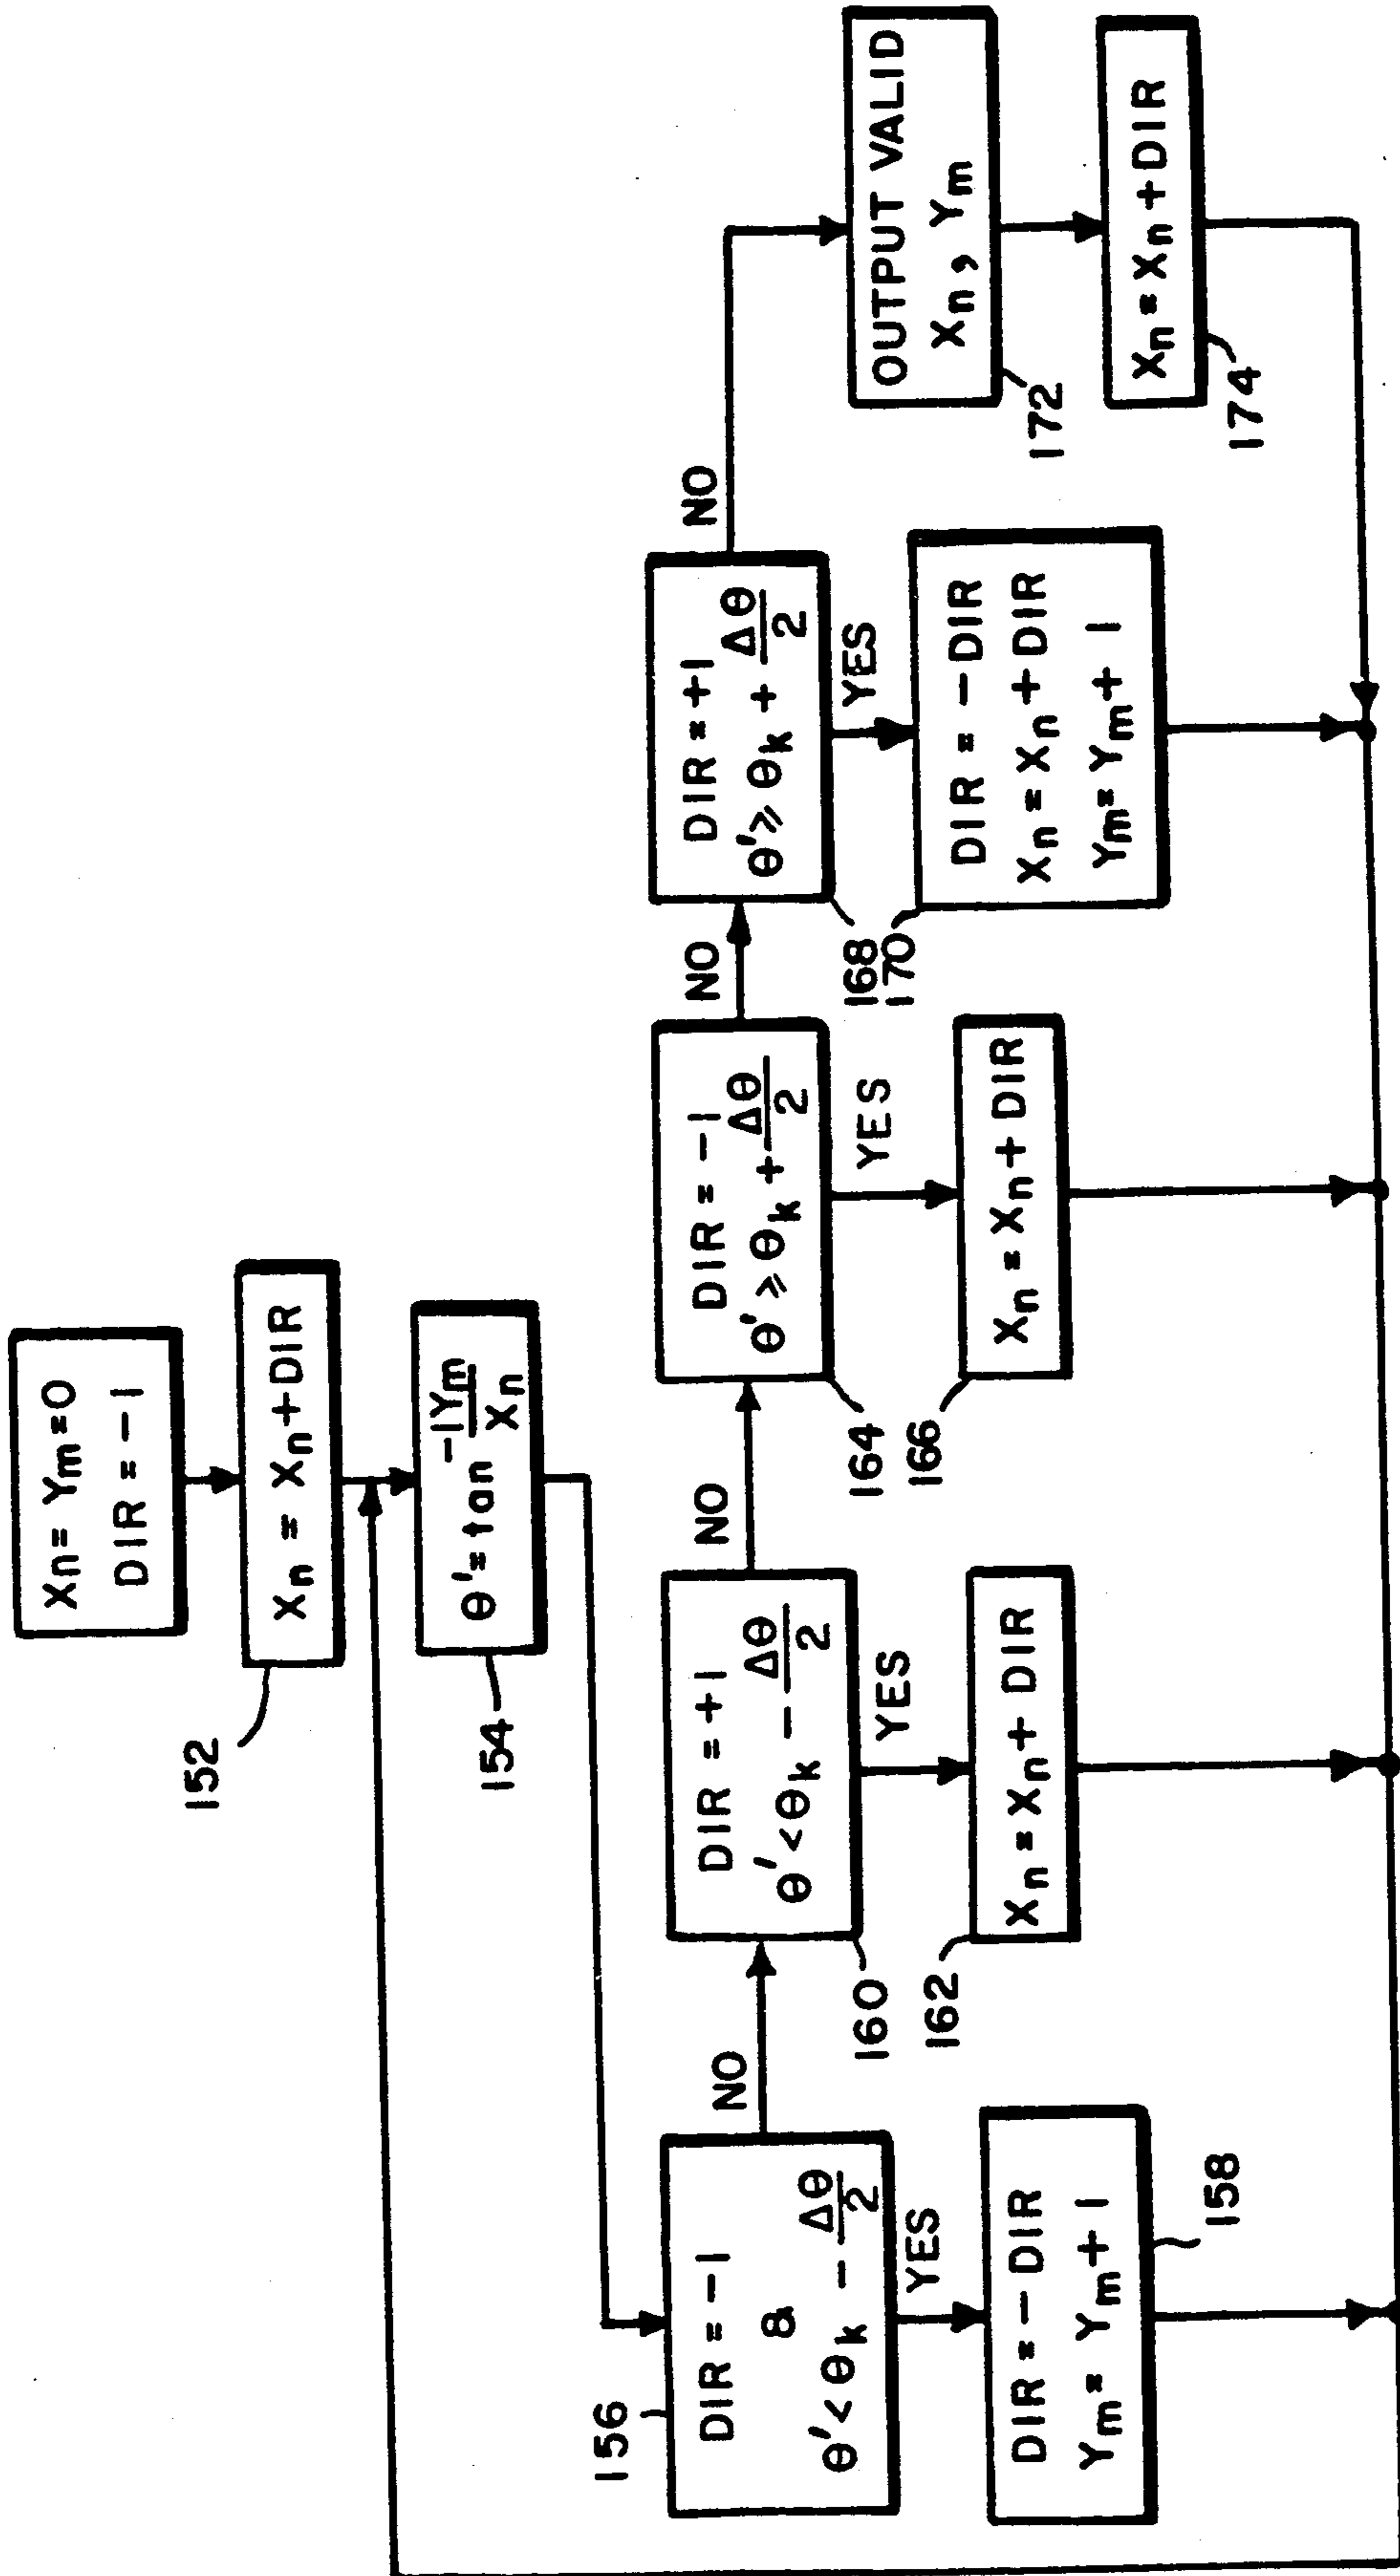 Xn = Ym = 0
DIR = -1
152
Xn = Xn + DIR
154
θ' = tan⁻¹ Ym/Xn
156
DIR = -1
&
θ' < θk - Δθ/2
NO
YES
DIR = -DIR
Ym = Ym + 1
158
DIR = +1
θ' < θk - Δθ/2
160
NO
YES
162
Xn = Xn + DIR
DIR = -1
θ' ≥ θk + Δθ/2
164
NO
YES
166
Xn = Xn + DIR
DIR = +1
θ' ≥ θk + Δθ/2
168
NO
YES
170
DIR = -DIR
Xn = Xn + DIR
Ym = Ym + 1
OUTPUT VALID
Xn, Ym
172
Xn = Xn + DIR
174